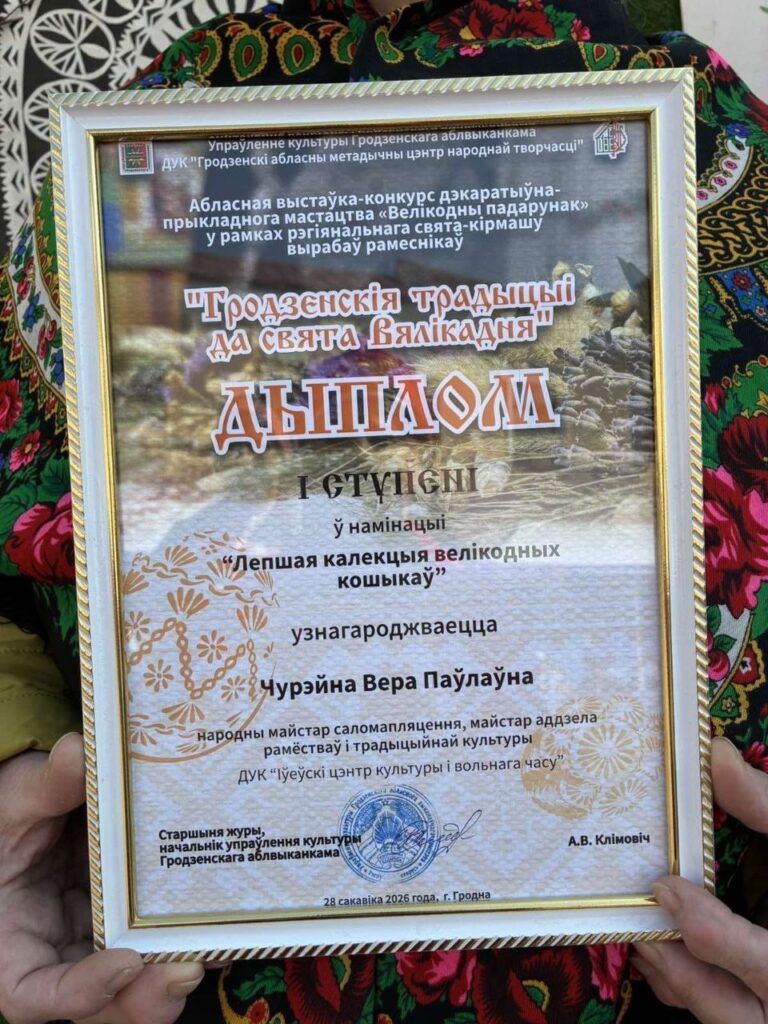 Упраўленне культуры Гродзенскага аблвыканкама
ДУК "Гродзенскі абласны метадычны цэнтр народнай творчасці"
Абласная выстаўка-конкурс дэкаратыўна-
прыкладнога мастацтва «Велікодны падарунак»
у рамках рэгіянальнага свята-кірмашу
вырабаў рамеснікаў
"Гродзенскія традыцыі
да свята Вялікадня"
ДЫПЛОМ
І СТУПЕНІ
ў намінацыі
“Лепшая калекцыя велікодных
кошыкаў”
узнагароджваецца
Чурэйна Вера Паўлаўна
народны майстар саломапляцення, майстар аддзела
рамёстваў і традыцыйнай культуры
ДУК “Іўеўскі цэнтр культуры і вольнага часу”
Старшыня журы,
начальнік упраўлення культуры
Гродзенскага аблвыканкама
А.В. Клімовіч
28 сакавіка 2026 года, г. Гродна